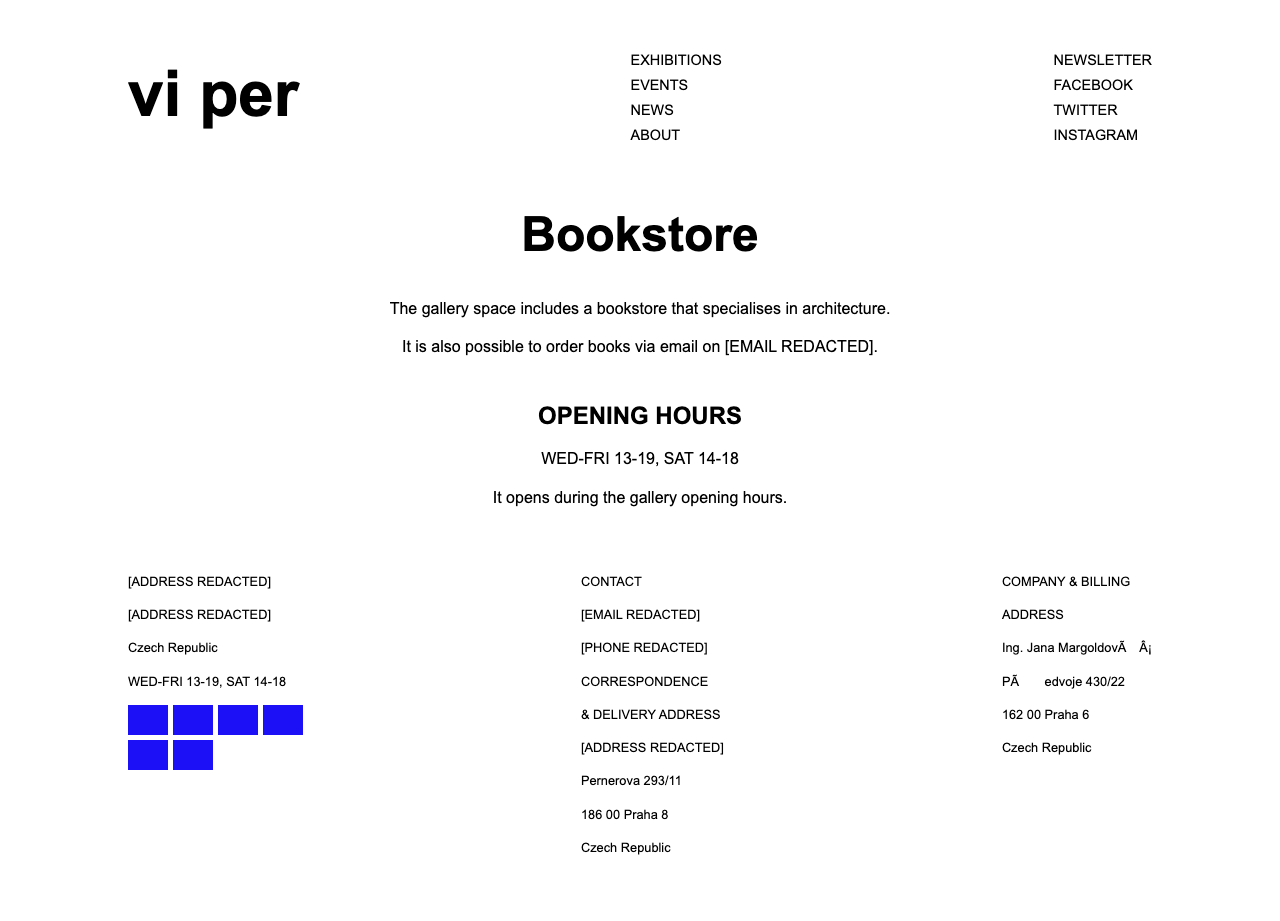 vi per
EXHIBITIONS
EVENTS
NEWS
ABOUT
NEWSLETTER
FACEBOOK
TWITTER
INSTAGRAM
Bookstore
The gallery space includes a bookstore that specialises in architecture.
It is also possible to order books via email on [EMAIL REDACTED].
OPENING HOURS
WED-FRI 13-19, SAT 14-18
It opens during the gallery opening hours.
[ADDRESS REDACTED]
[ADDRESS REDACTED]
Czech Republic
WED-FRI 13-19, SAT 14-18
CONTACT
[EMAIL REDACTED]
[PHONE REDACTED]
CORRESPONDENCE
& DELIVERY ADDRESS
[ADDRESS REDACTED]
Pernerova 293/11
186 00 Praha 8
Czech Republic
COMPANY & BILLING
ADDRESS
Ing. Jana MargoldovÃ Â¡
PÃ edvoje 430/22
162 00 Praha 6
Czech Republic